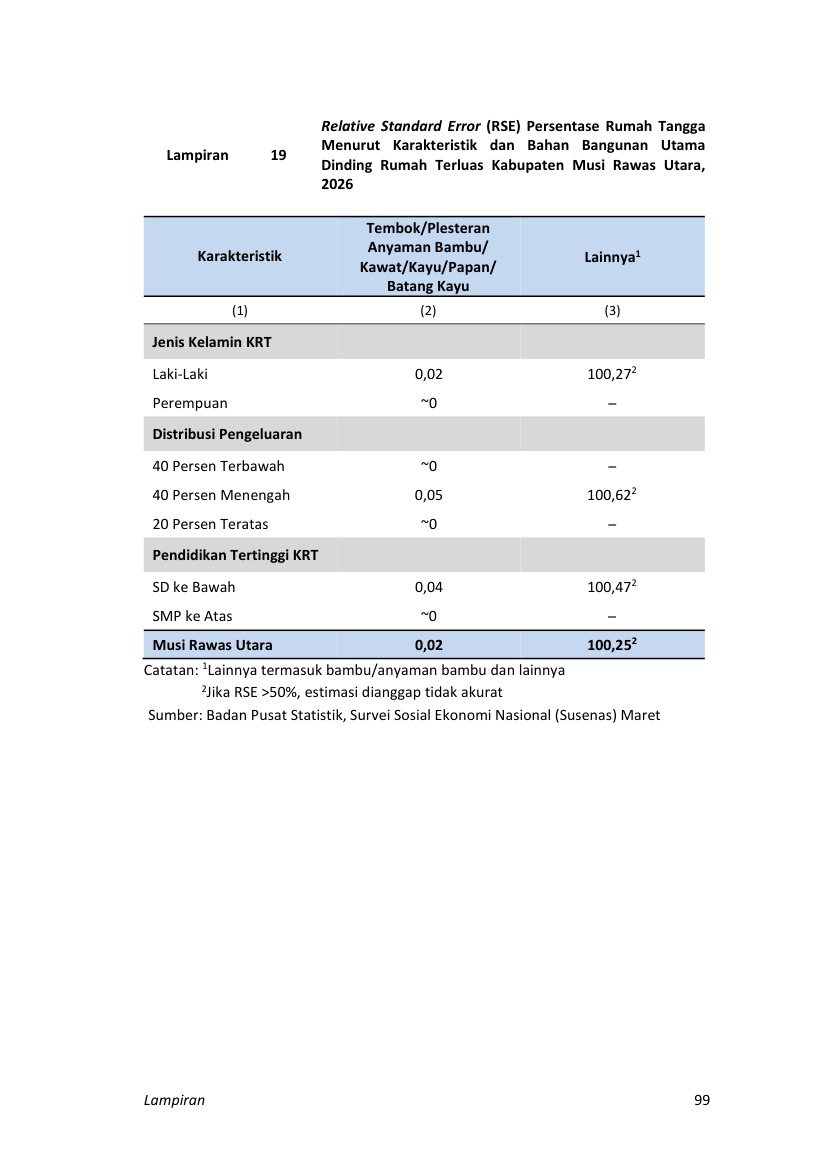 Lampiran 19
Relative Standard Error (RSE) Persentase Rumah Tangga
Menurut Karakteristik dan Bahan Bangunan Utama
Dinding Rumah Terluas Kabupaten Musi Rawas Utara,
2026
Karakteristik
Tembok/Plesteran
Anyaman Bambu/
Kawat/Kayu/Papan/
Batang Kayu
Lainnya¹
(1) (2) (3)
Jenis Kelamin KRT
Laki-Laki 0,02 100,27²
Perempuan ~0 –
Distribusi Pengeluaran
40 Persen Terbawah ~0 –
40 Persen Menengah 0,05 100,62²
20 Persen Teratas ~0 –
Pendidikan Tertinggi KRT
SD ke Bawah 0,04 100,47²
SMP ke Atas ~0 –
Musi Rawas Utara 0,02 100,25²
Catatan: ¹Lainnya termasuk bambu/anyaman bambu dan lainnya
²Jika RSE >50%, estimasi dianggap tidak akurat
Sumber: Badan Pusat Statistik, Survei Sosial Ekonomi Nasional (Susenas) Maret
Lampiran 99